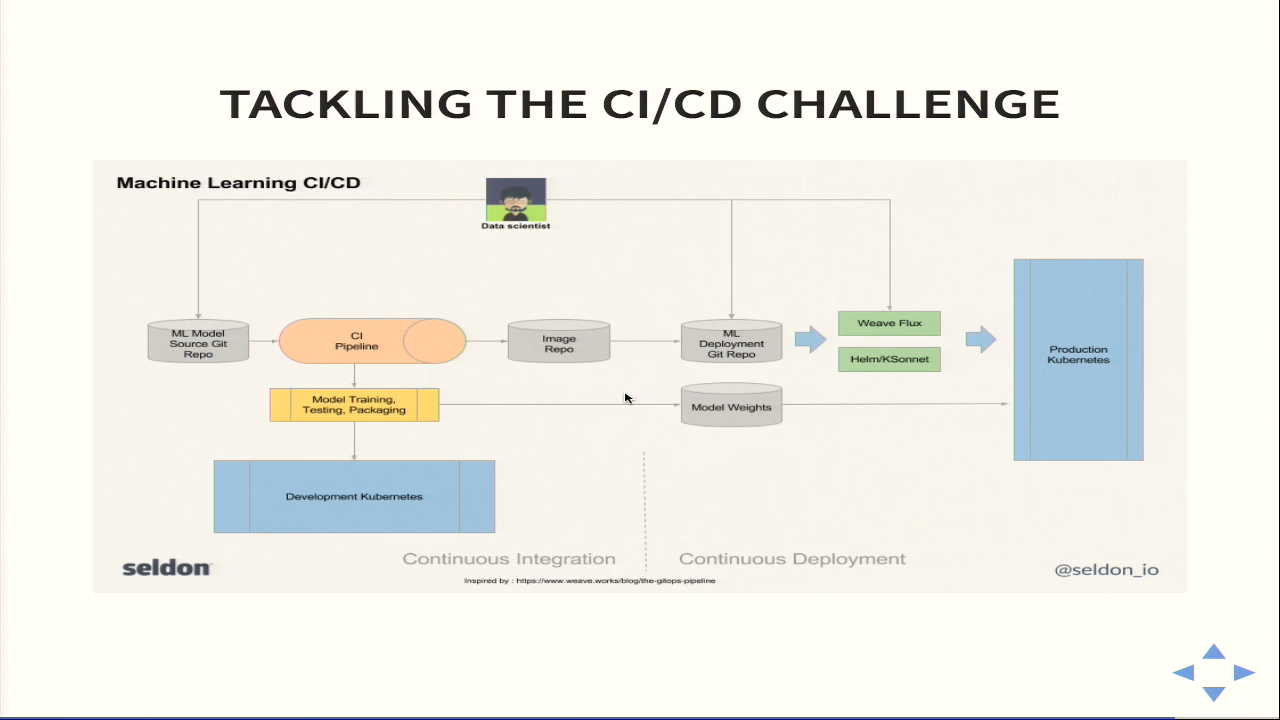 TACKLING THE CI/CD CHALLENGE
Machine Learning CI/CD
Data scientist
ML Model
Source Git
Repo
CI
Pipeline
Image
Repo
ML
Deployment
Git Repo
Weave Flux
Helm/KSonnet
Production
Kubernetes
Model Training,
Testing, Packaging
Model Weights
Development Kubernetes
Continuous Integration
Continuous Deployment
seldon
@seldon_io
Inspired by : https://www.weave.works/blog/the-gitops-pipeline